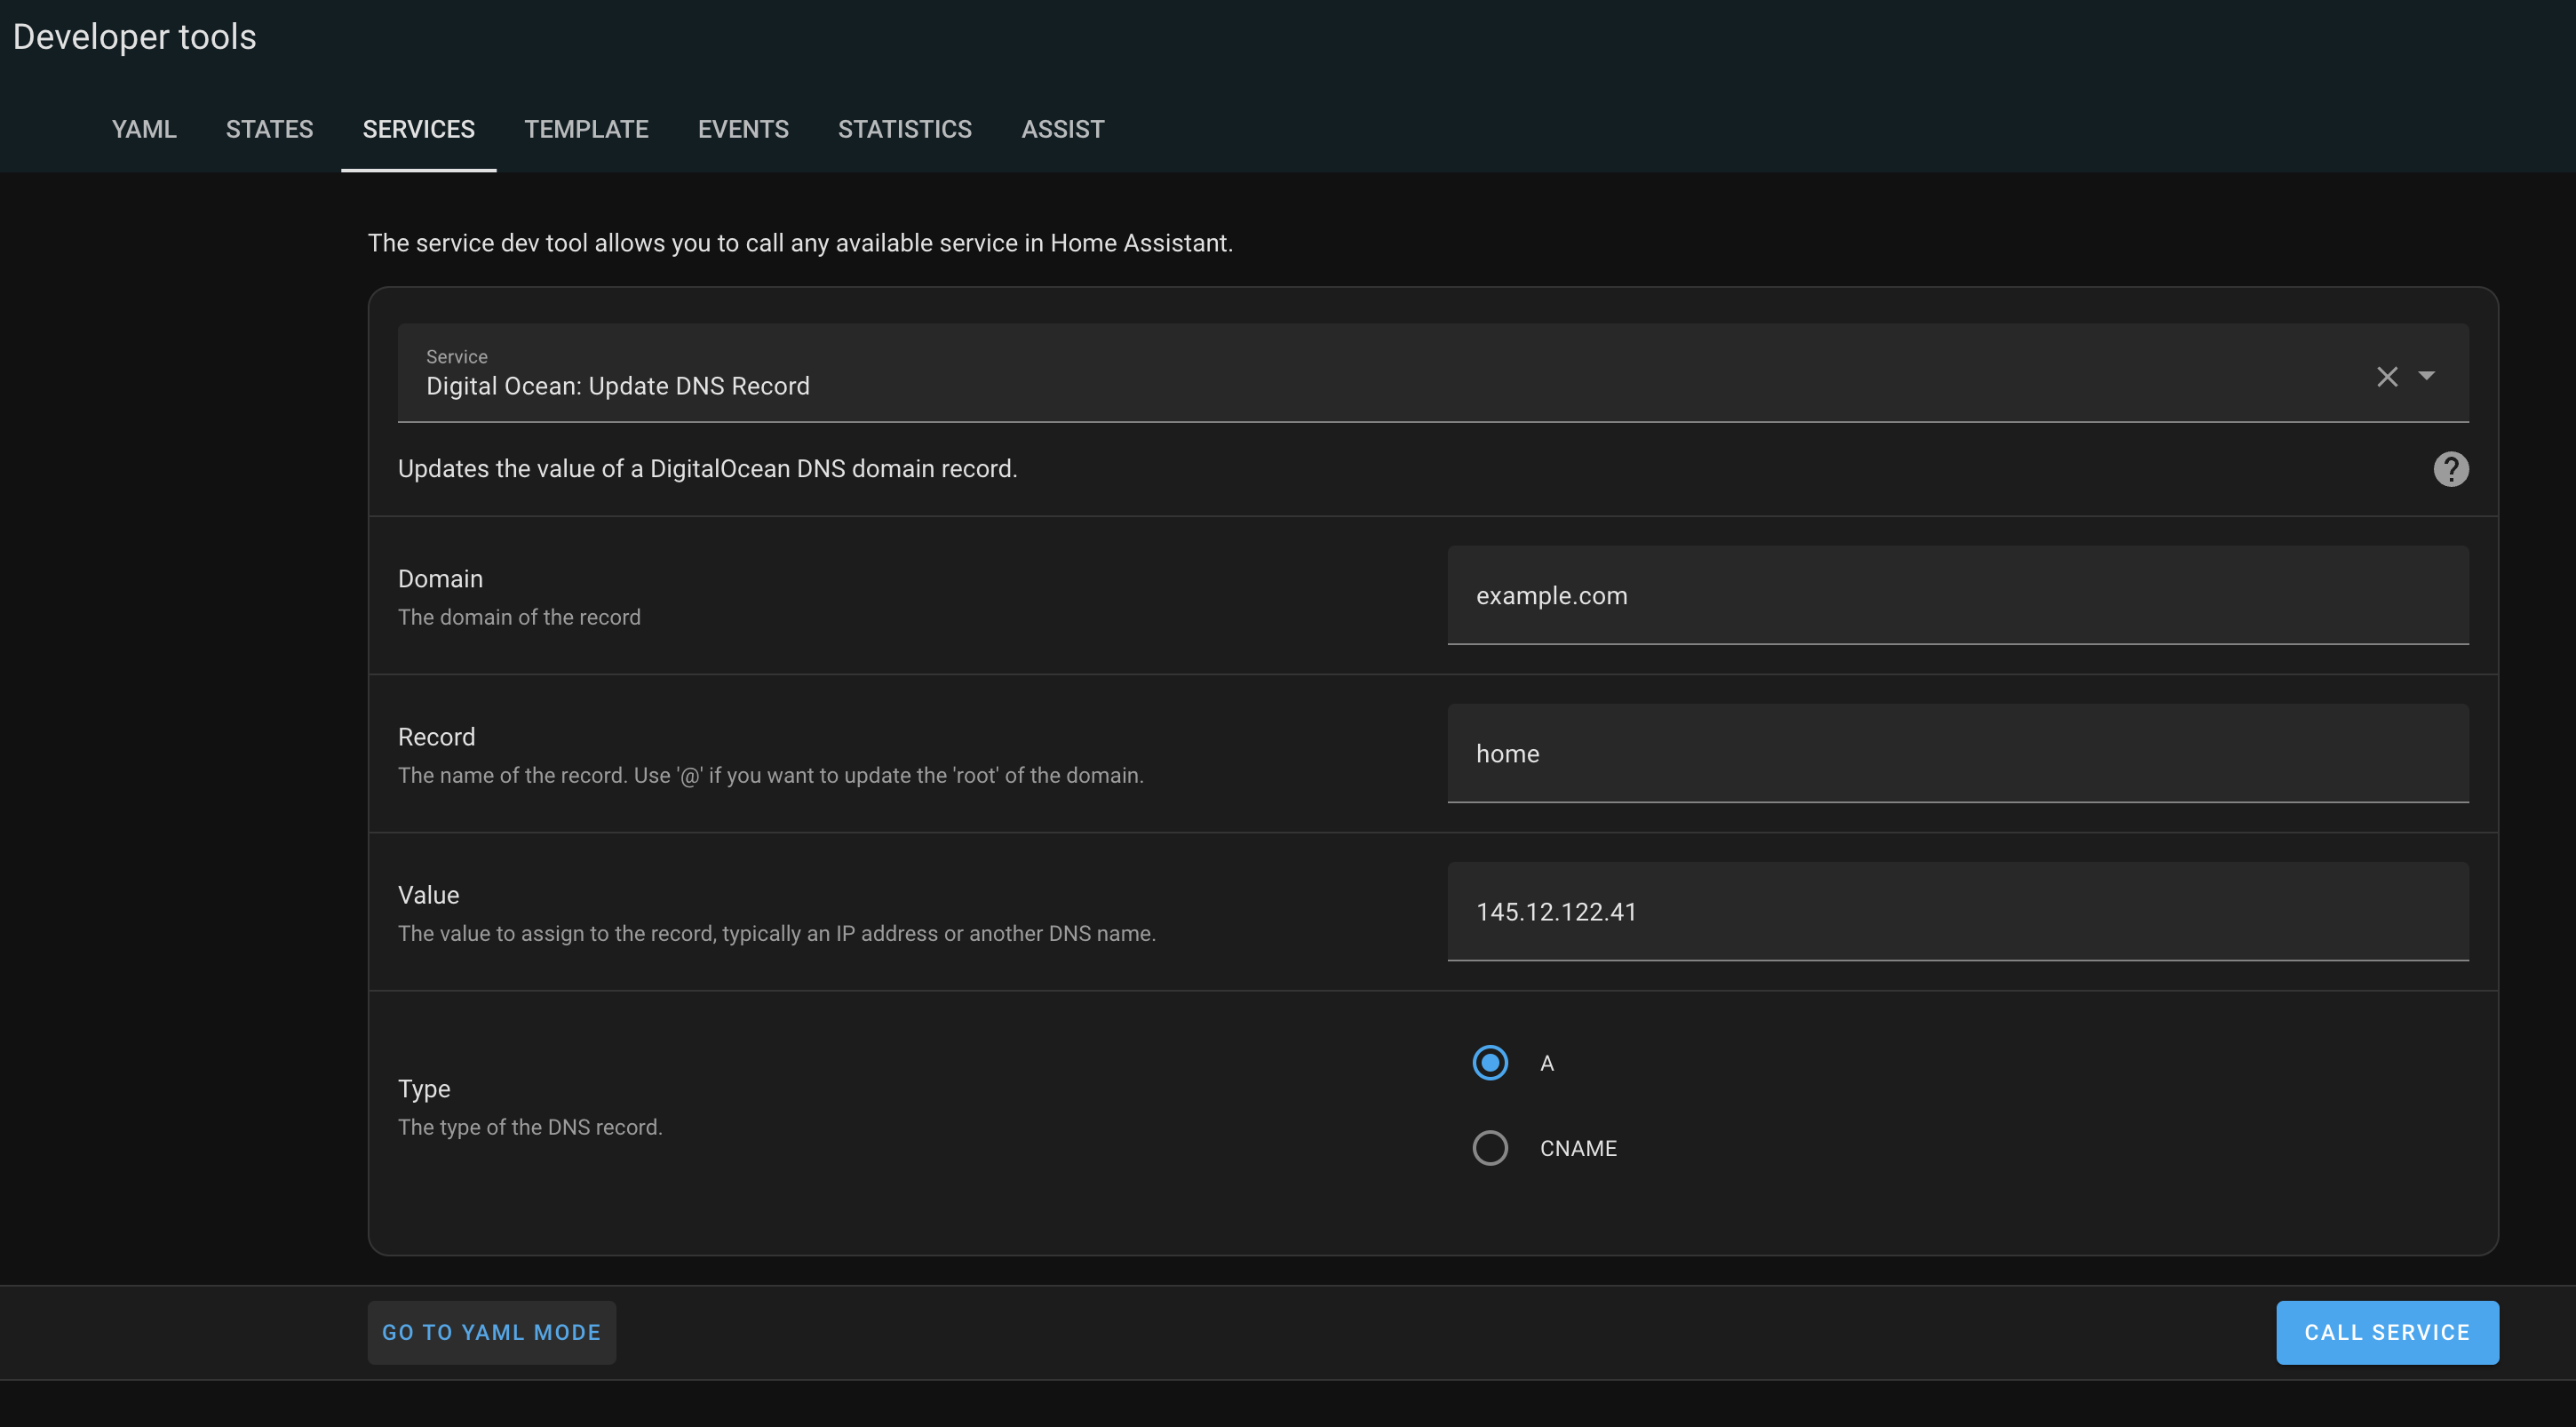 Developer tools
YAML STATES SERVICES TEMPLATE EVENTS STATISTICS ASSIST
The service dev tool allows you to call any available service in Home Assistant.
Service
Digital Ocean: Update DNS Record
Updates the value of a DigitalOcean DNS domain record.
Domain
The domain of the record
example.com
Record
The name of the record. Use '@' if you want to update the 'root' of the domain.
home
Value
The value to assign to the record, typically an IP address or another DNS name.
145.12.122.41
Type
The type of the DNS record.
A
CNAME
GO TO YAML MODE
CALL SERVICE